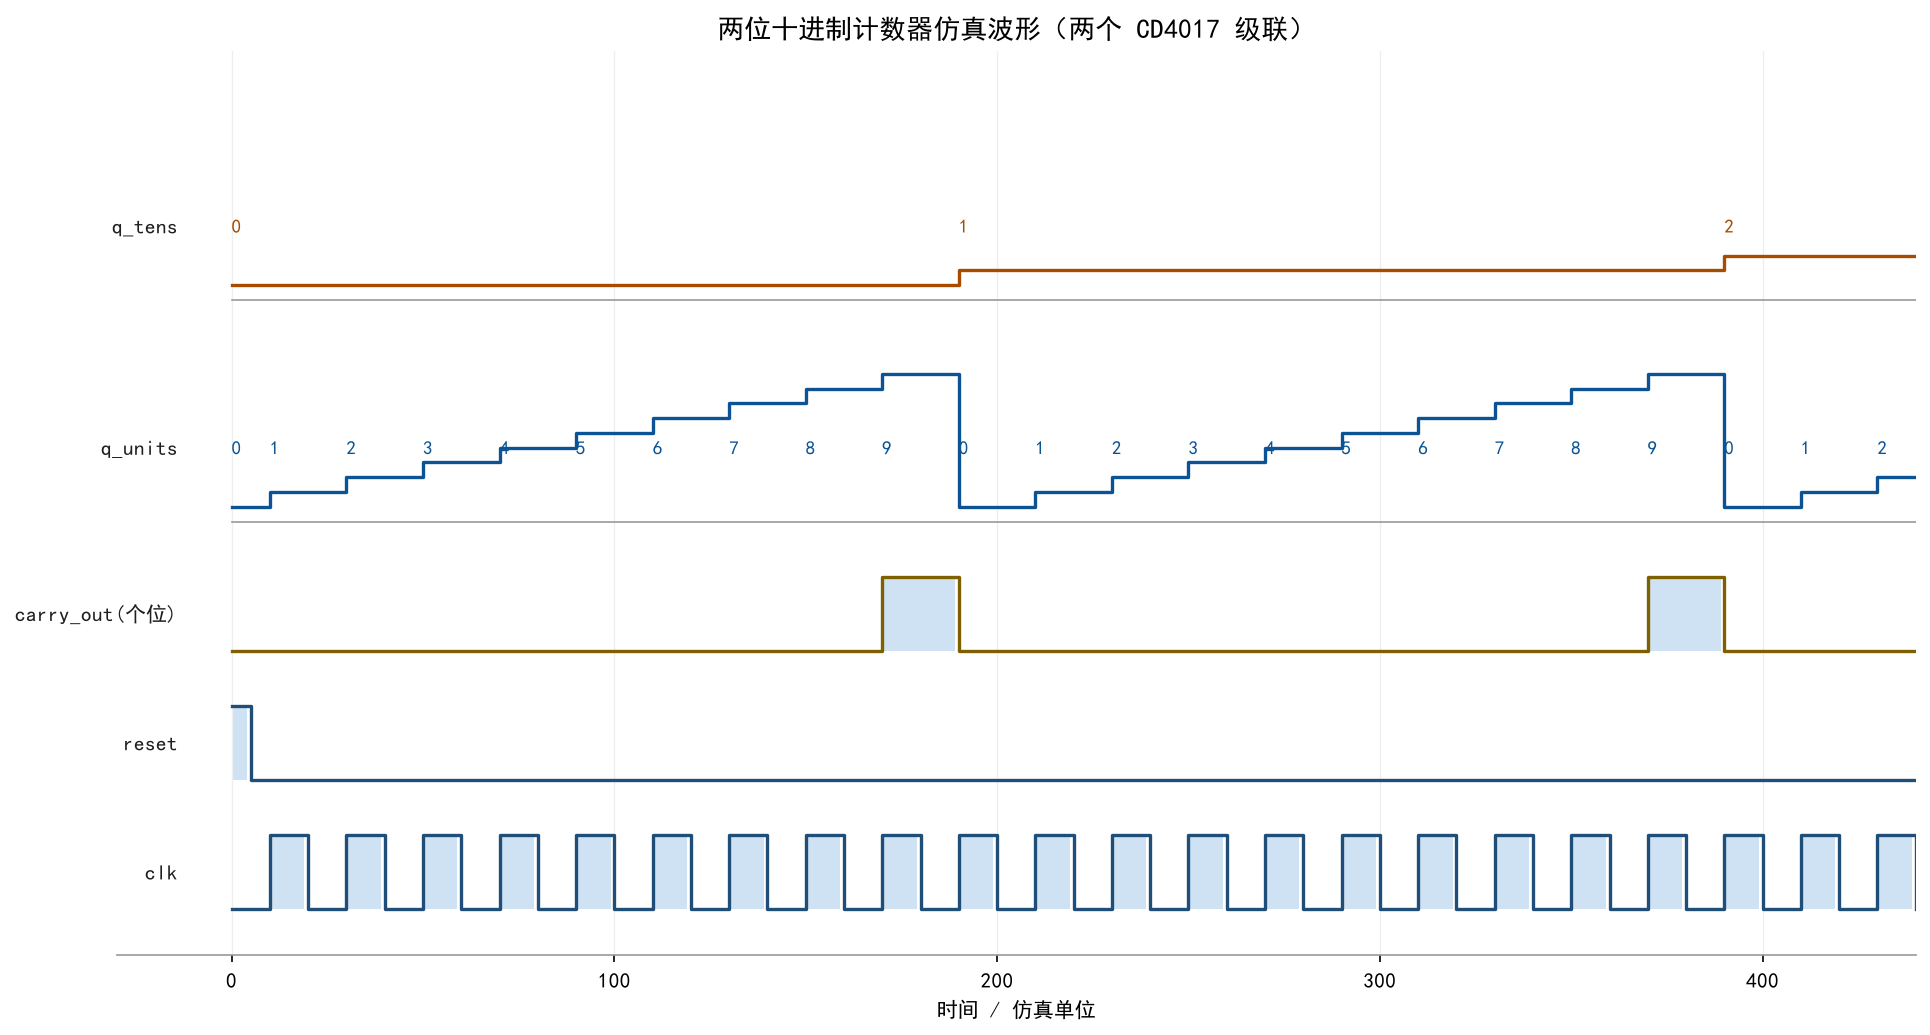 两位十进制计数器仿真波形（两个 CD4017 级联）
q_tens
0 1 2
q_units
0 1 2 3 4 5 6 7 8 9 0 1 2 3 4 5 6 7 8 9 0 1 2
carry_out(个位)
reset
clk
0 100 200 300 400
时间 / 仿真单位